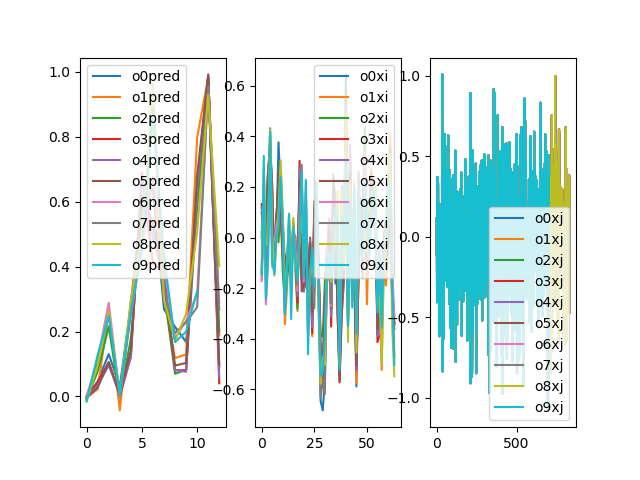 1.0
0.8
0.6
0.4
0.2
0.0
0
5
10
o0pred
o1pred
o2pred
o3pred
o4pred
o5pred
o6pred
o7pred
o8pred
o9pred
0.6
0.4
0.2
0.0
−0.2
−0.4
−0.6
0
25
50
o0xi
o1xi
o2xi
o3xi
o4xi
o5xi
o6xi
o7xi
o8xi
o9xi
1.0
0.5
0.0
−0.5
−1.0
0
500
o0xj
o1xj
o2xj
o3xj
o4xj
o5xj
o6xj
o7xj
o8xj
o9xj